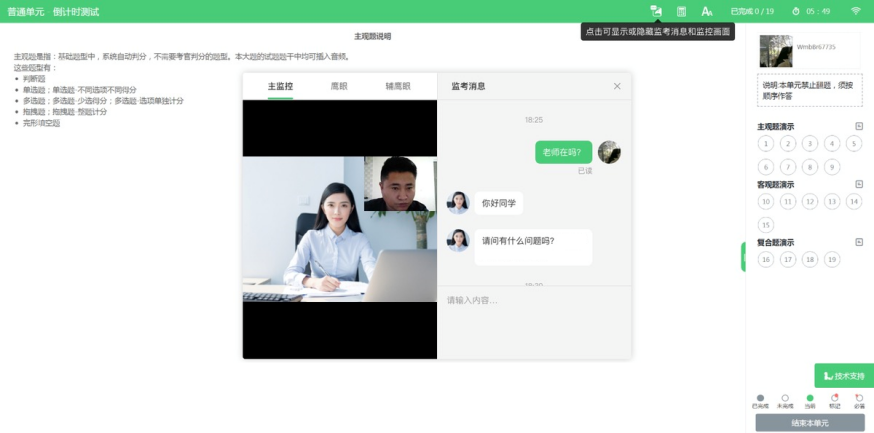 普通单元 倒计时测试
已完成 0 / 19
05 : 49
点击可显示或隐藏监考消息和监控画面
主观题说明
主观题是指：基础题型中，系统自动判分，不需要考官判分的题型。本大题的试题题干中均可插入音频。
这些题型有：
判断题
单选题；单选题-不同选项不同得分
多选题；多选题-少选得分；多选题-选项单独计分
拖拽题；拖拽题-整题计分
完形填空题
主监控
鹰眼
辅鹰眼
监考消息
18:25
老师在吗？
已读
你好同学
请问有什么问题吗？
请输入内容...
说明:本单元禁止跳题，须按
顺序作答
主观题演示
1 2 3 4 5
6 7 8 9
客观题演示
10 11 12 13 14
15
复合题演示
16 17 18 19
技术支持
已完成 未完成 当前 标记 必答
结束本单元